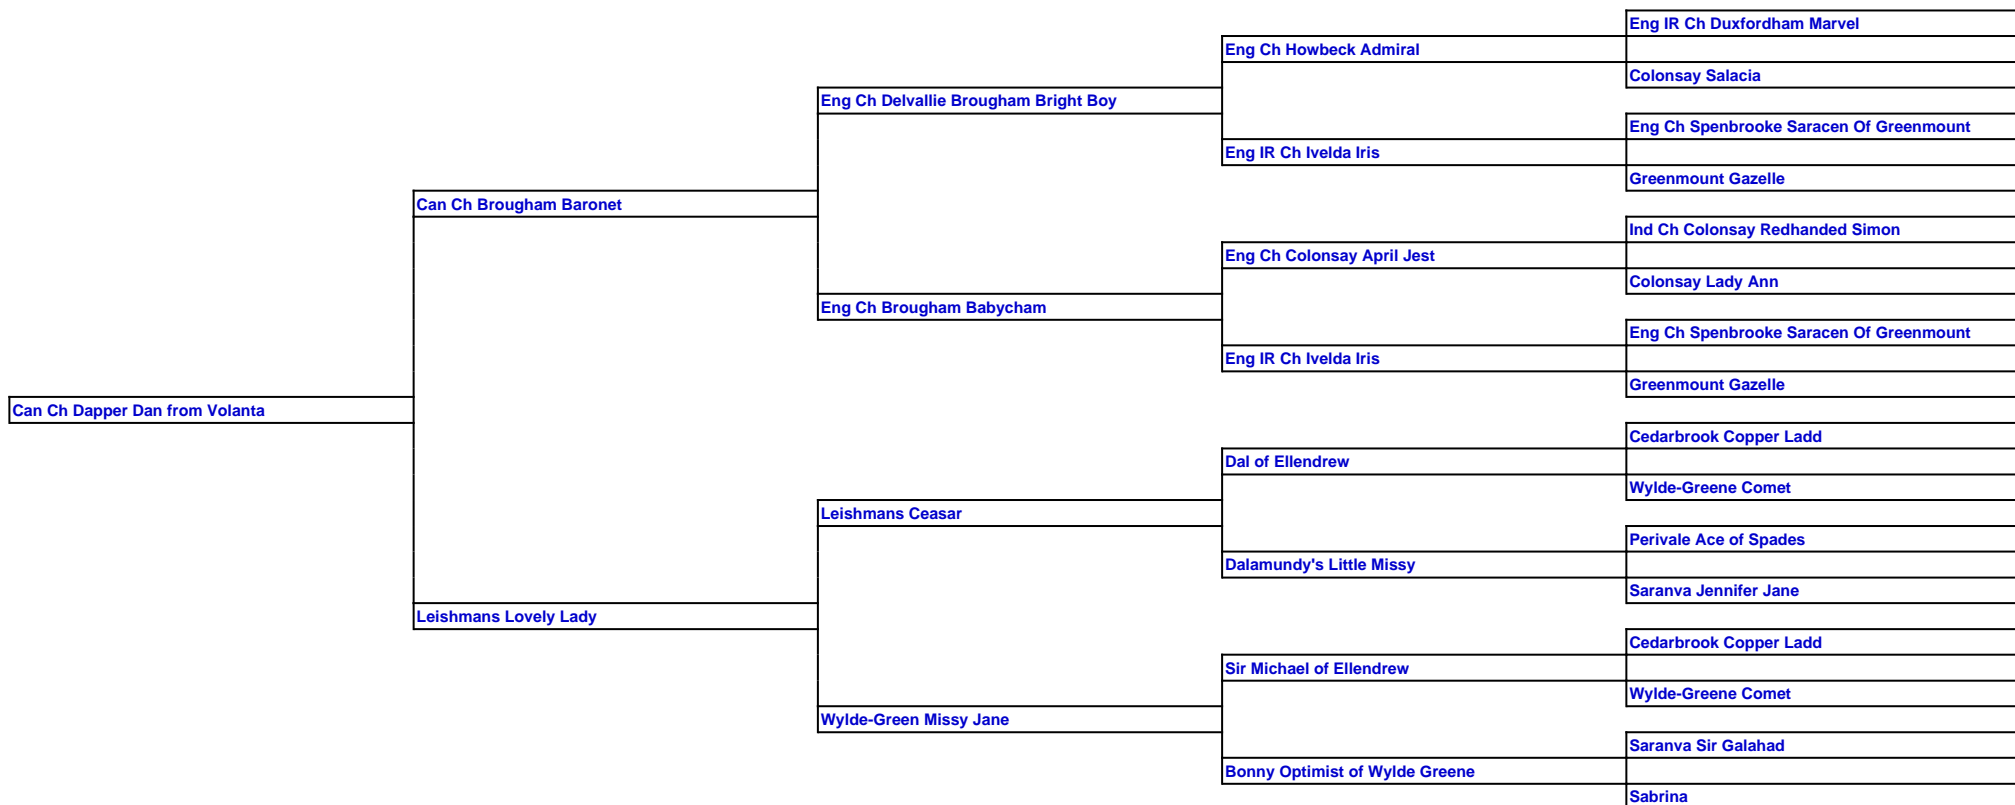 Eng IR Ch Duxfordham Marvel
Eng Ch Howbeck Admiral
Colonsay Salacia
Eng Ch Delvallie Brougham Bright Boy
Eng Ch Spenbrooke Saracen Of Greenmount
Eng IR Ch Ivelda Iris
Greenmount Gazelle
Can Ch Brougham Baronet
Ind Ch Colonsay Redhanded Simon
Eng Ch Colonsay April Jest
Colonsay Lady Ann
Eng Ch Brougham Babycham
Eng Ch Spenbrooke Saracen Of Greenmount
Eng IR Ch Ivelda Iris
Greenmount Gazelle
Can Ch Dapper Dan from Volanta
Cedarbrook Copper Ladd
Dal of Ellendrew
Wylde-Greene Comet
Leishmans Ceasar
Perivale Ace of Spades
Dalamundy's Little Missy
Saranva Jennifer Jane
Leishmans Lovely Lady
Cedarbrook Copper Ladd
Sir Michael of Ellendrew
Wylde-Greene Comet
Wylde-Green Missy Jane
Saranva Sir Galahad
Bonny Optimist of Wylde Greene
Sabrina